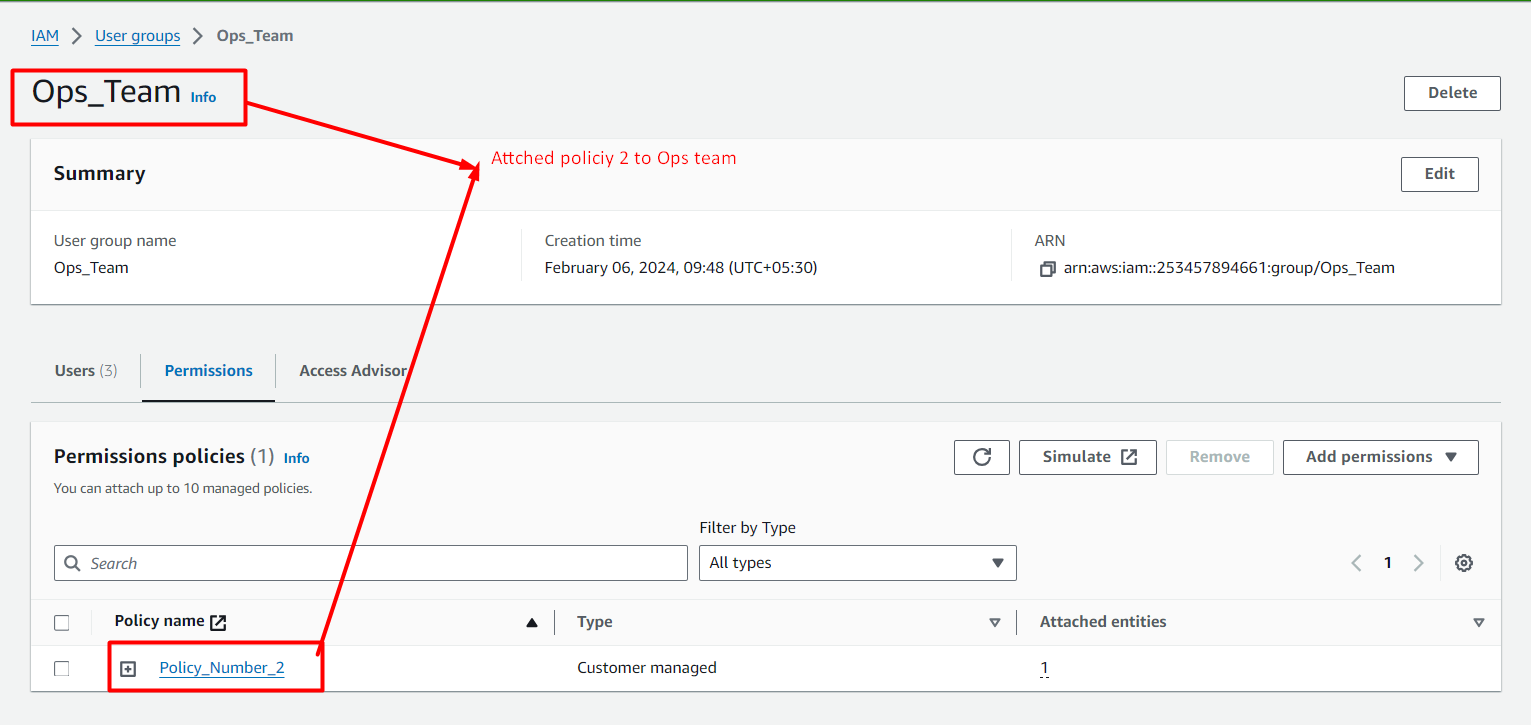 IAM > User groups > Ops_Team
Ops_Team Info
Delete
Attched policiy 2 to Ops team
Summary
Edit
User group name
Creation time
ARN
Ops_Team
February 06, 2024, 09:48 (UTC+05:30)
arn:aws:iam::253457894661:group/Ops_Team
Users (3)
Permissions
Access Advisor
Permissions policies (1) Info
You can attach up to 10 managed policies.
Simulate
Remove
Add permissions
Filter by Type
Search
All types
1
Policy name
Type
Attached entities
Policy_Number_2
Customer managed
1